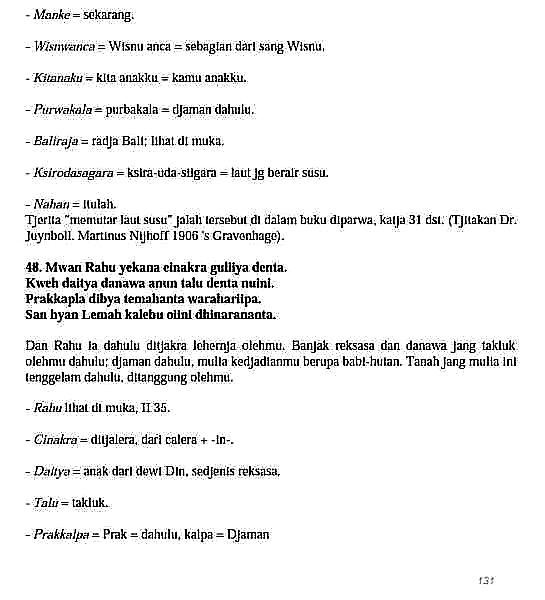 - Manke = sekarang.
- Wisnwanca = Wisnu anca = sebagian dari sang Wisnu.
- Kitanaku = kita anakku = kamu anakku.
- Purwakala = purbakala = djaman dahulu.
- Baliraja = radja Bali; lihat di muka.
- Ksirodasagara = ksira-uda-sagara = laut jg berair susu.
- Nahan = itulah.
Tjerita "memutar laut susu" jalah tersebut di dalam buku diparwa, katja 31 dst. (Tjitakan Dr.
Juynboll. Martinus Nijhoff 1906 's Gravenhage).
48. Mwan Rahu yekana cinakra guliiya denta.
Kweh daitya danawa anun talu denta nuini.
Prakkapla dibya temahanta warahariipa.
San hyan Lemah kalebu oiini dhinarananta.
Dan Rahu ia dahulu ditjakra lehernja olehmu. Banjak reksasa dan danawa jang takluk
olehmu dahulu; djaman dahulu, mulia kedjadianmu berupa babi-hutan. Tanah jang mulia ini
tenggelam dahulu, ditanggung olehmu.
- Rahu lihat di muka, II 35.
- Cinakra = ditjalera, dari calera + -in-.
- Daitya = anak dari dewi Din, sedjenis reksasa.
- Talu = takluk.
- Prakkalpa = Prak = dahulu, kalpa = Djaman
131